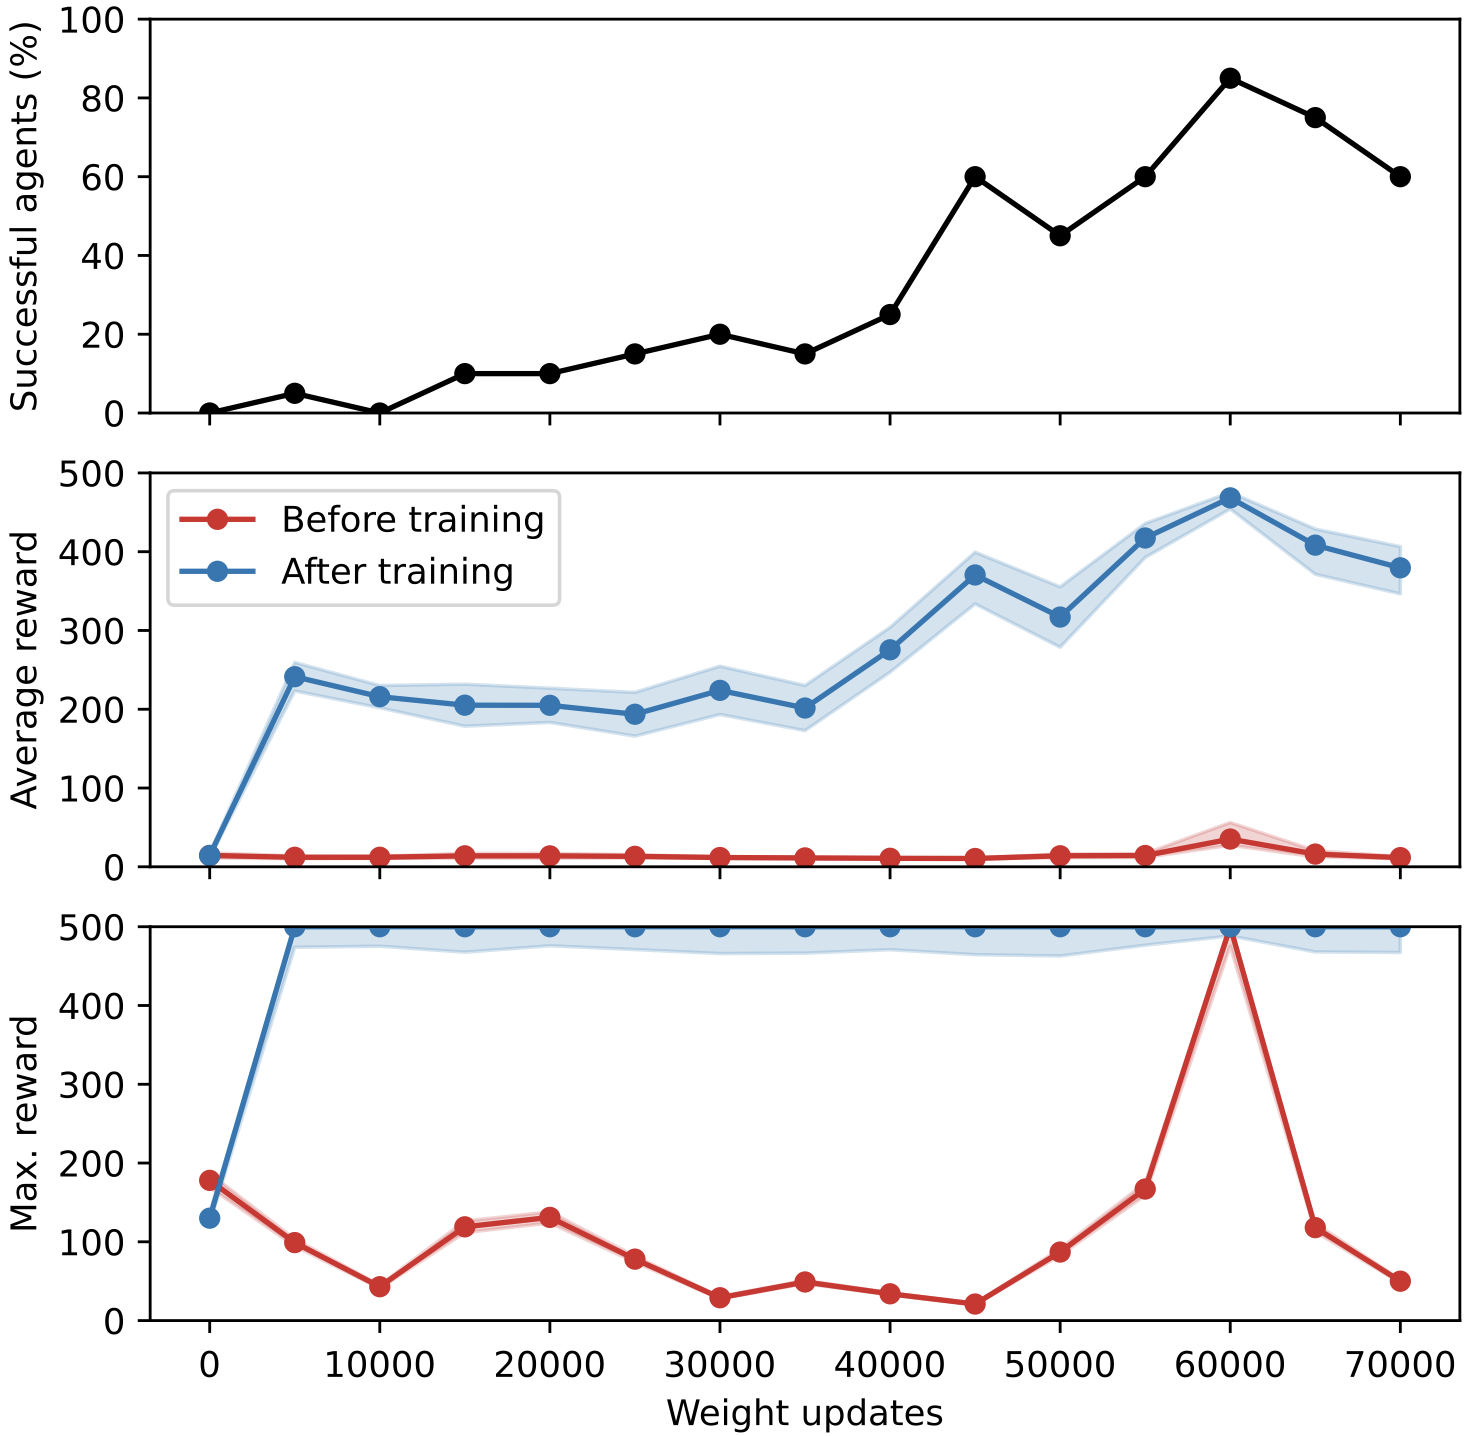 Successful agents (%)
100
80
60
40
20
0
Average reward
500
400
300
200
100
0
Before training
After training
Max. reward
500
400
300
200
100
0
0 10000 20000 30000 40000 50000 60000 70000
Weight updates